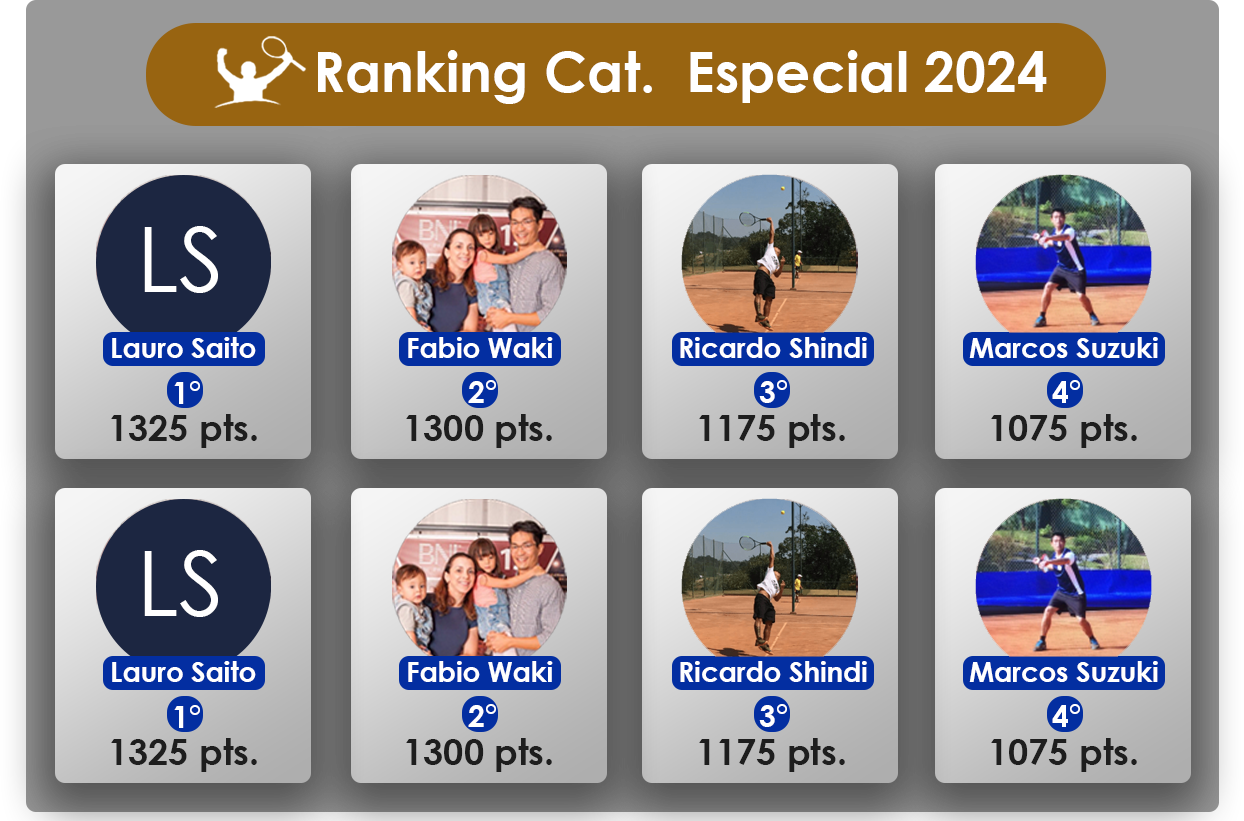 Ranking Cat. Especial 2024
LS
Lauro Saito
1°
1325 pts.
BNI
Fabio Waki
2°
1300 pts.
Ricardo Shindi
3°
1175 pts.
Marcos Suzuki
4°
1075 pts.
LS
Lauro Saito
1°
1325 pts.
BNI
Fabio Waki
2°
1300 pts.
Ricardo Shindi
3°
1175 pts.
Marcos Suzuki
4°
1075 pts.